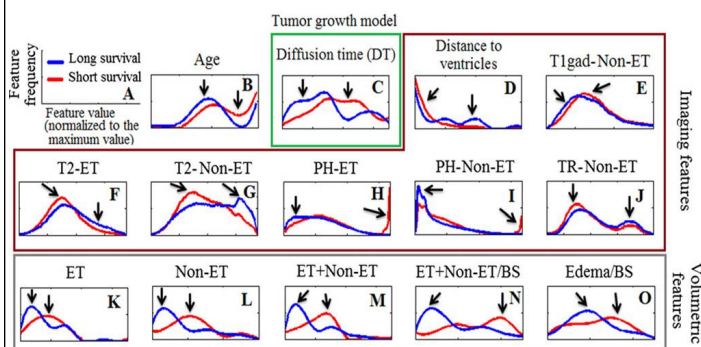 Tumor growth model
Feature frequency
Long survival
Short survival
A
Feature value
(normalized to the
maximum value)
Age
B
Diffusion time (DT)
C
Distance to
ventricles
D
T1gad-Non-ET
E
Imaging features
T2-ET
F
T2-Non-ET
G
PH-ET
H
PH-Non-ET
I
TR-Non-ET
J
ET
K
Non-ET
L
ET+Non-ET
M
ET+Non-ET/BS
N
Edema/BS
O
Volumetric
features